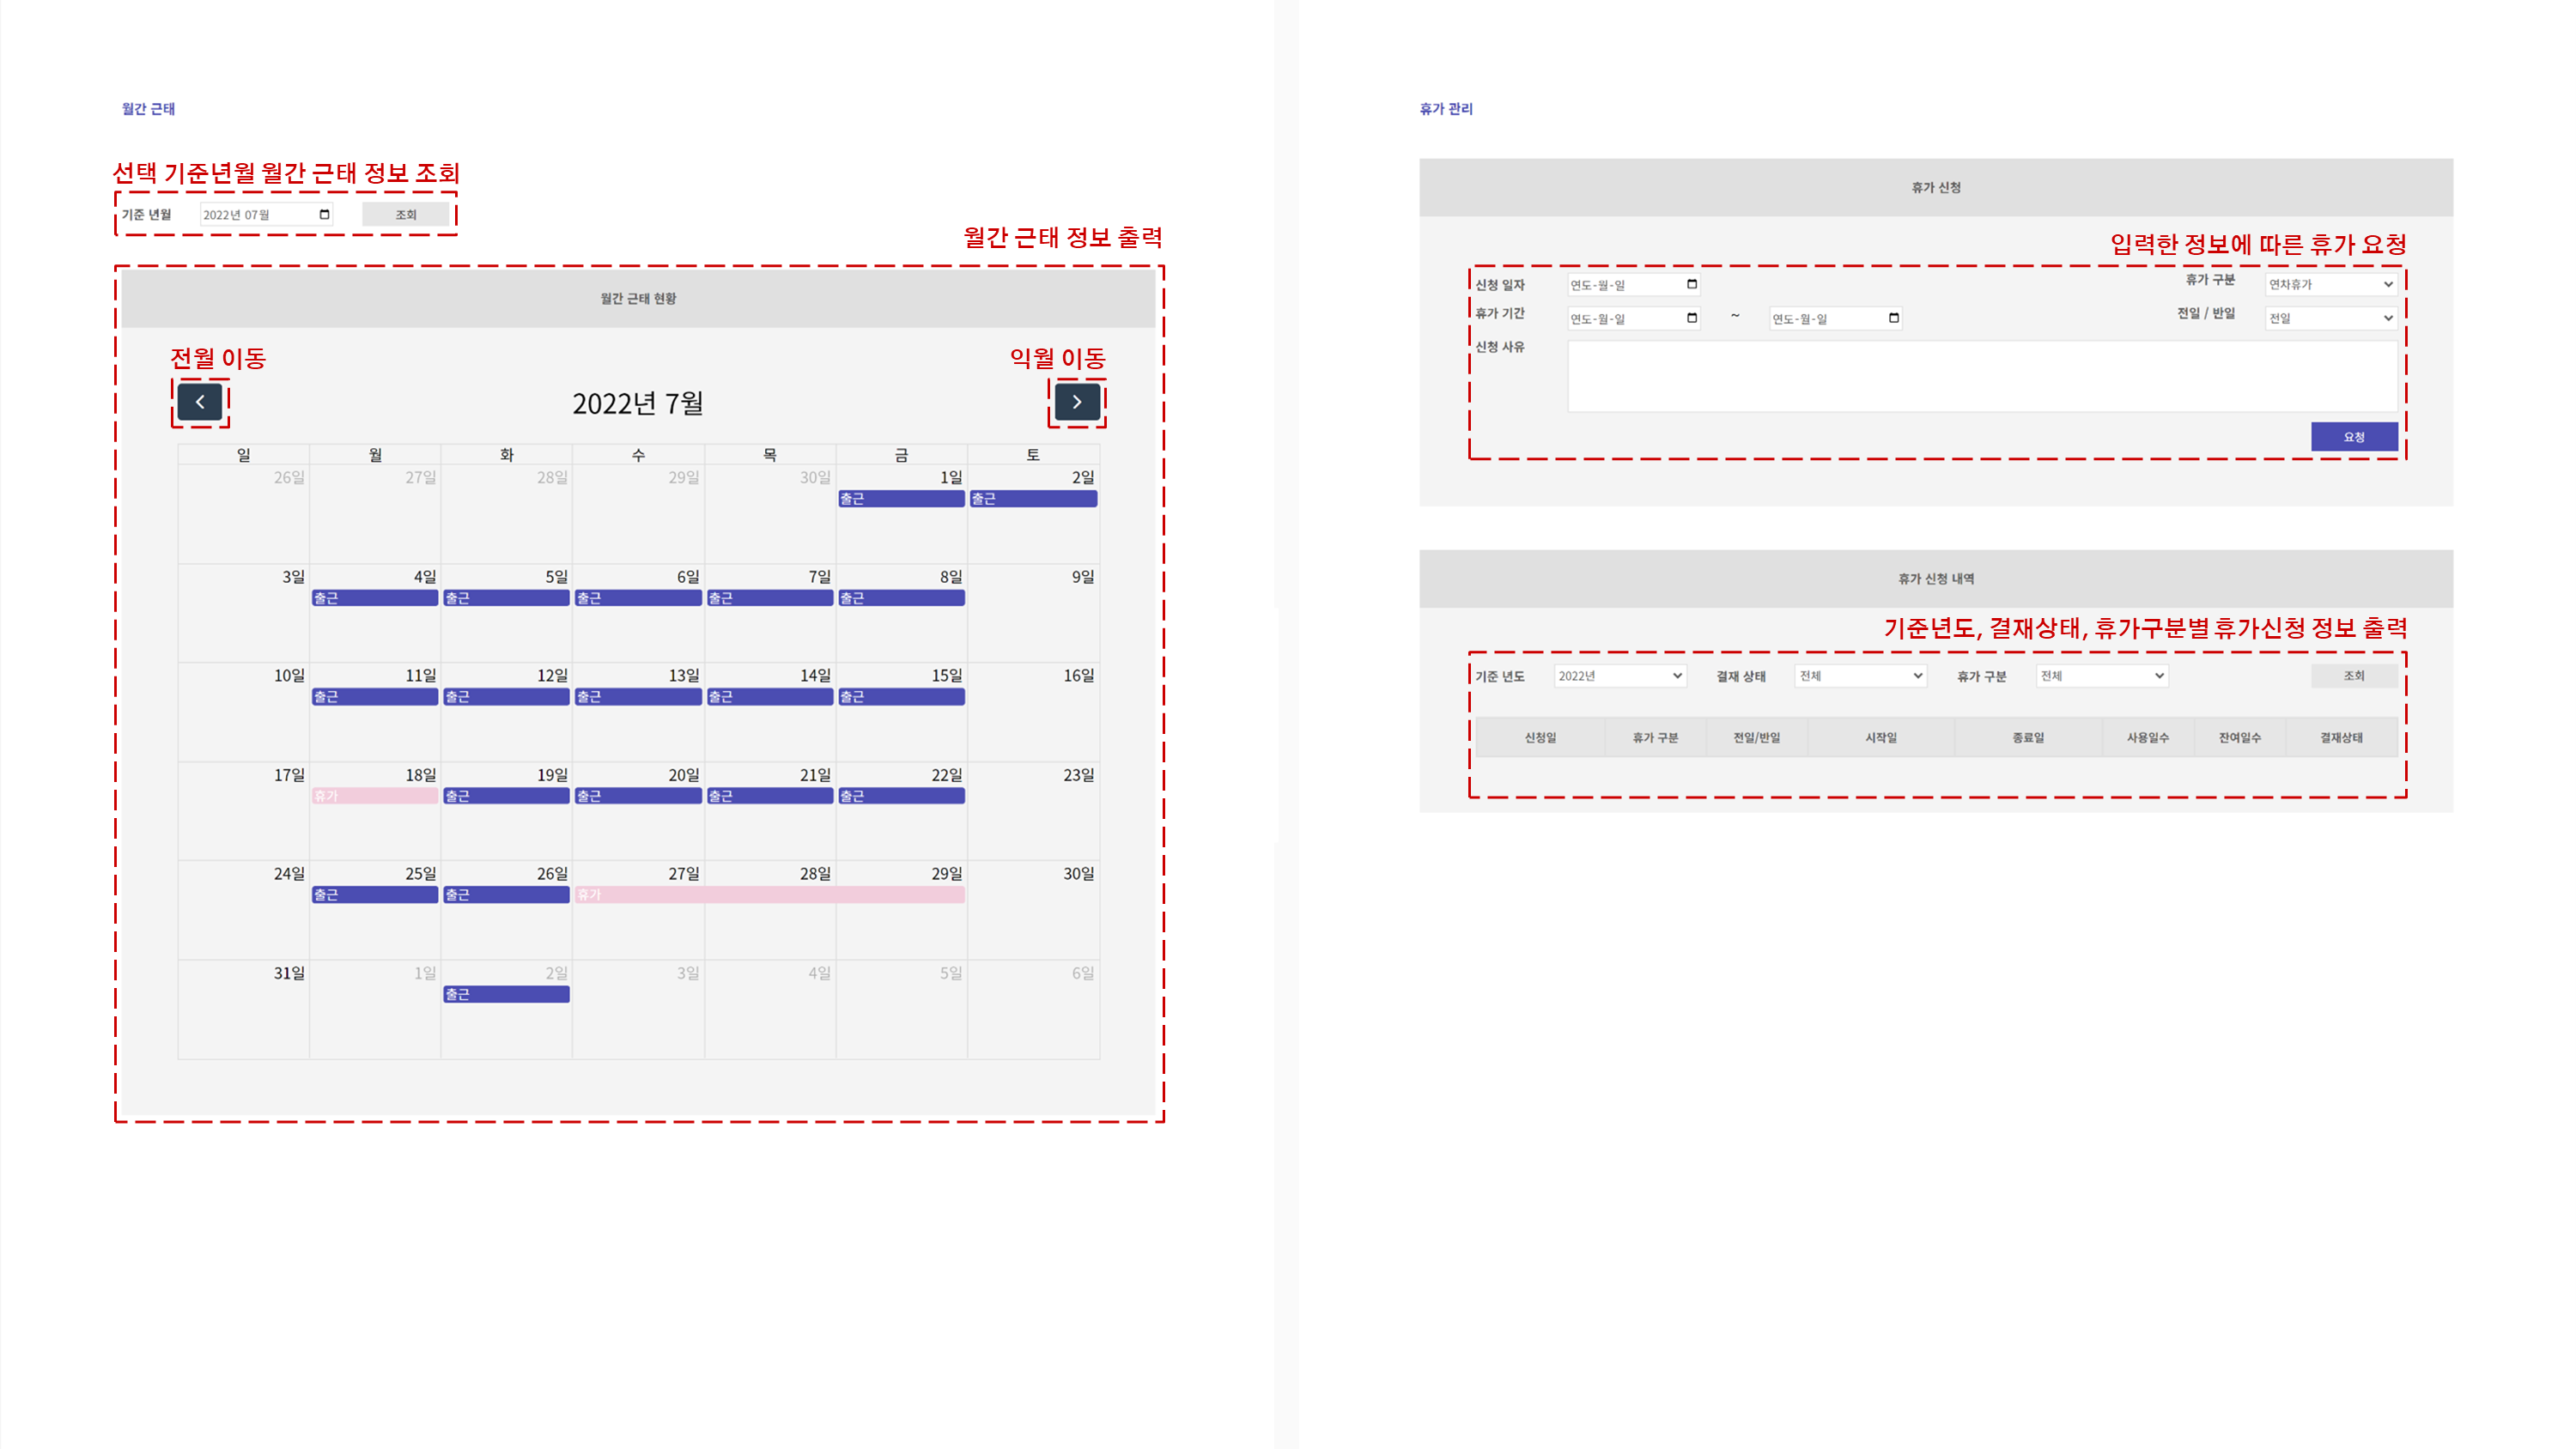 월간 근태
선택 기준년월 월간 근태 정보 조회
기준 년월 2022년 07월 조회
월간 근태 정보 출력
월간 근태 현황
전월 이동 익월 이동
2022년 7월
일 월 화 수 목 금 토
26일 27일 28일 29일 30일 1일 2일
출근 출근
3일 4일 5일 6일 7일 8일 9일
출근 출근 출근 출근 출근
10일 11일 12일 13일 14일 15일 16일
출근 출근 출근 출근 출근
17일 18일 19일 20일 21일 22일 23일
휴가 출근 출근 출근 출근
24일 25일 26일 27일 28일 29일 30일
출근 출근 휴가
31일 1일 2일 3일 4일 5일 6일
출근
휴가 관리
휴가 신청
입력한 정보에 따른 휴가 요청
신청 일자 연도-월-일 휴가 구분 연차휴가
휴가 기간 연도-월-일 ~ 연도-월-일 전일 / 반일 전일
신청 사유
요청
휴가 신청 내역
기준년도, 결재상태, 휴가구분별 휴가신청 정보 출력
기준 년도 2022년 결재 상태 전체 휴가 구분 전체 조회
신청일 휴가 구분 전일/반일 시작일 종료일 사용일수 잔여일수 결재상태